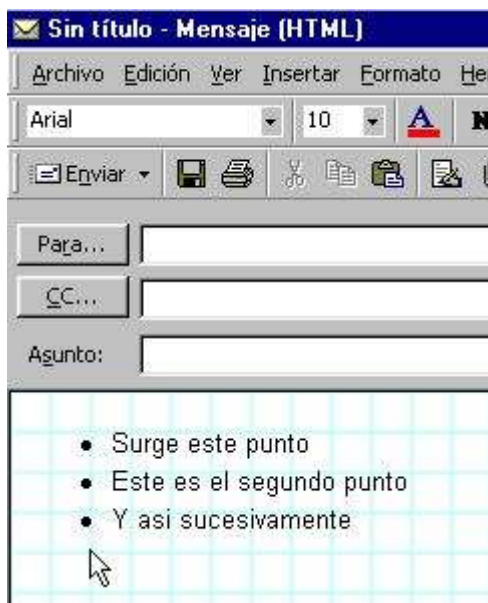 Sin título - Mensaje (HTML)
Archivo Edición Ver Insertar Formato He
Arial 10 A N
Enviar
Para...
CC...
Asunto:
• Surge este punto
• Este es el segundo punto
• Y asi sucesivamente